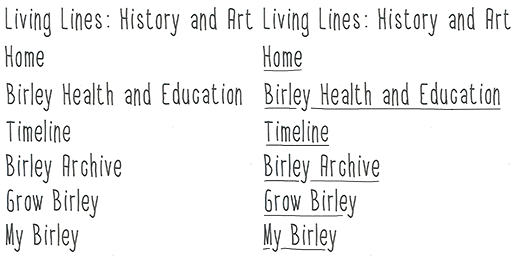 Living Lines: History and Art Living Lines: History and Art
Home Home
Birley Health and Education Birley Health and Education
Timeline Timeline
Birley Archive Birley Archive
Grow Birley Grow Birley
My Birley My Birley